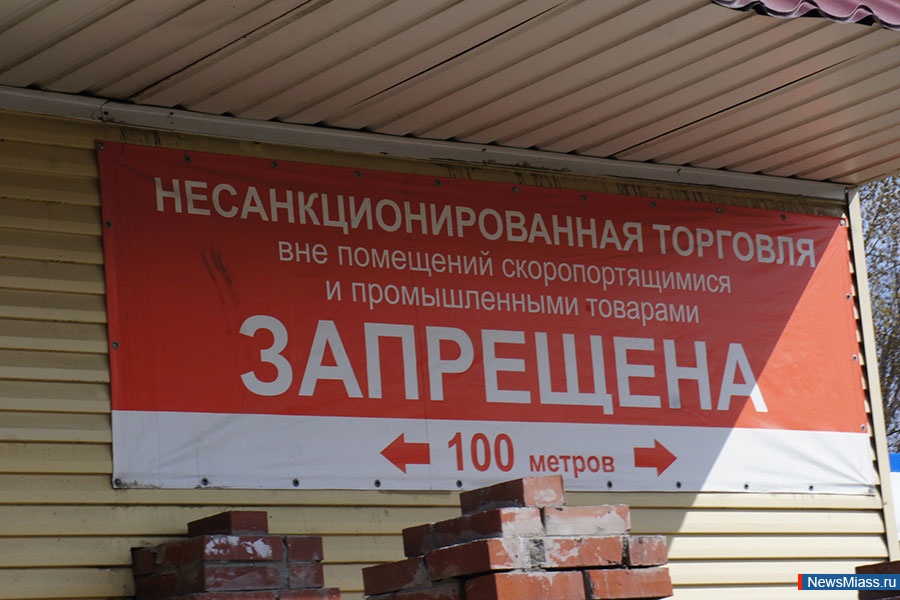 НЕСАНКЦИОНИРОВАННАЯ ТОРГОВЛЯ
вне помещений скоропортящимися
и промышленными товарами
ЗАПРЕЩЕНА
100 метров
NewsMiass.ru